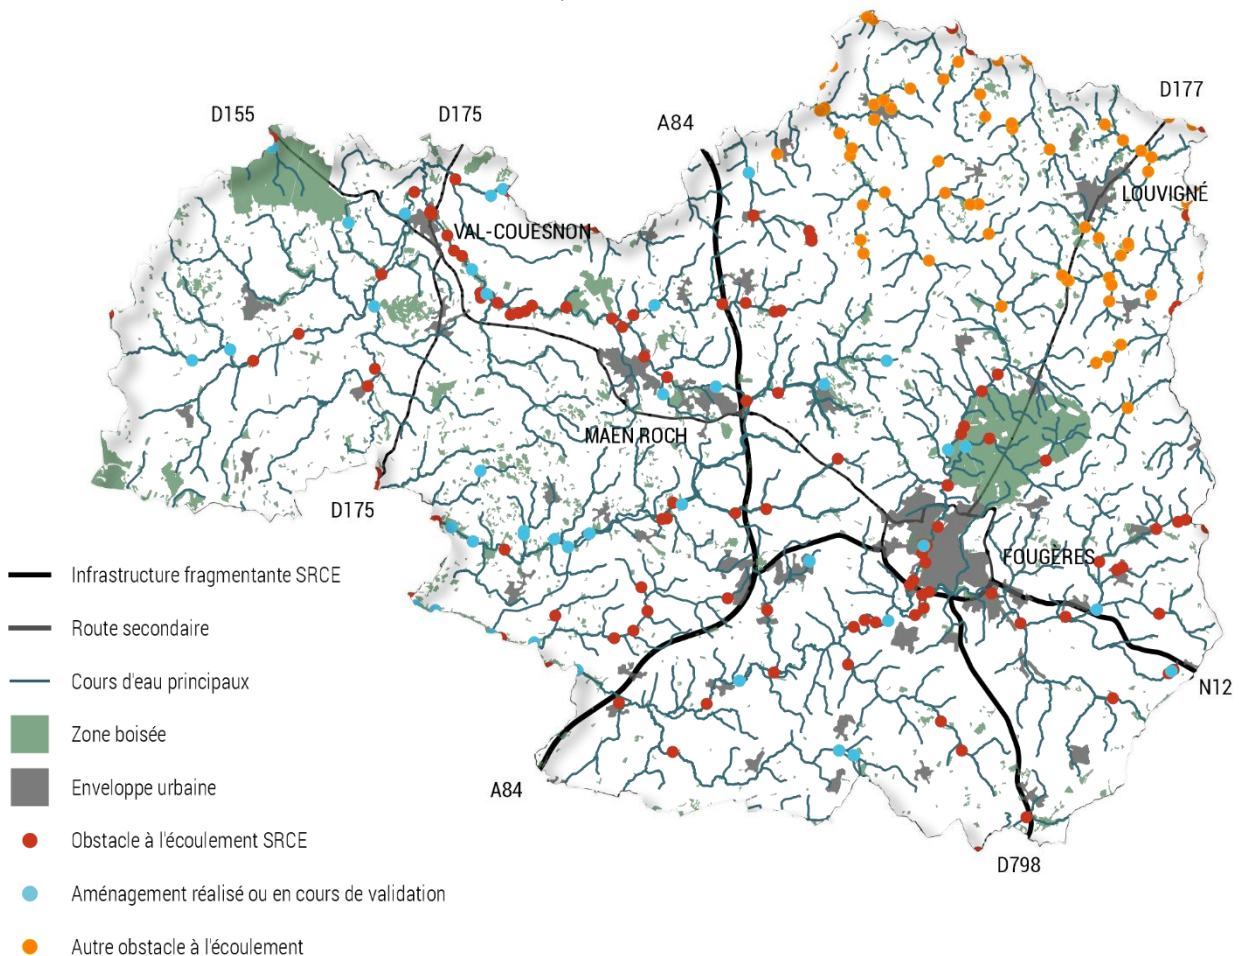 D155
D175
A84
D177
LOUVIGNÉ
VAL-COUESNON
MAEN ROCH
D175
FOUGÈRES
Infrastructure fragmentante SRCE
Route secondaire
Cours d'eau principaux
N12
Zone boisée
Enveloppe urbaine
A84
Obstacle à l'écoulement SRCE
D798
Aménagement réalisé ou en cours de validation
Autre obstacle à l'écoulement